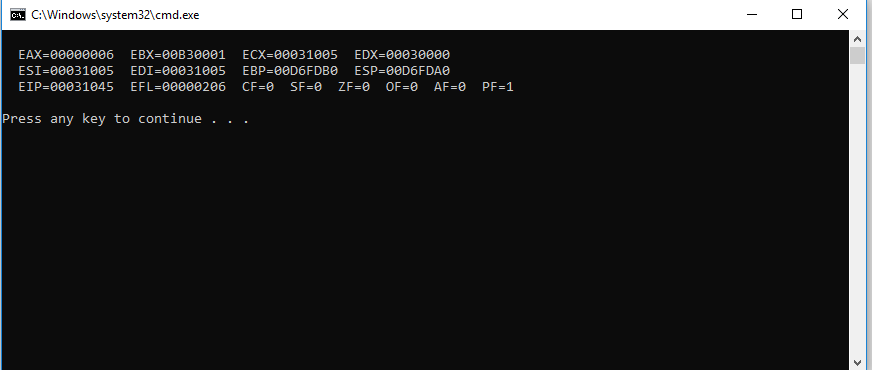 C:\Windows\system32\cmd.exe
EAX=00000006  EBX=00B30001  ECX=00031005  EDX=00030000
ESI=00031005  EDI=00031005  EBP=00D6FDB0  ESP=00D6FDA0
EIP=00031045  EFL=00000206  CF=0  SF=0  ZF=0  OF=0  AF=0  PF=1
Press any key to continue . . .